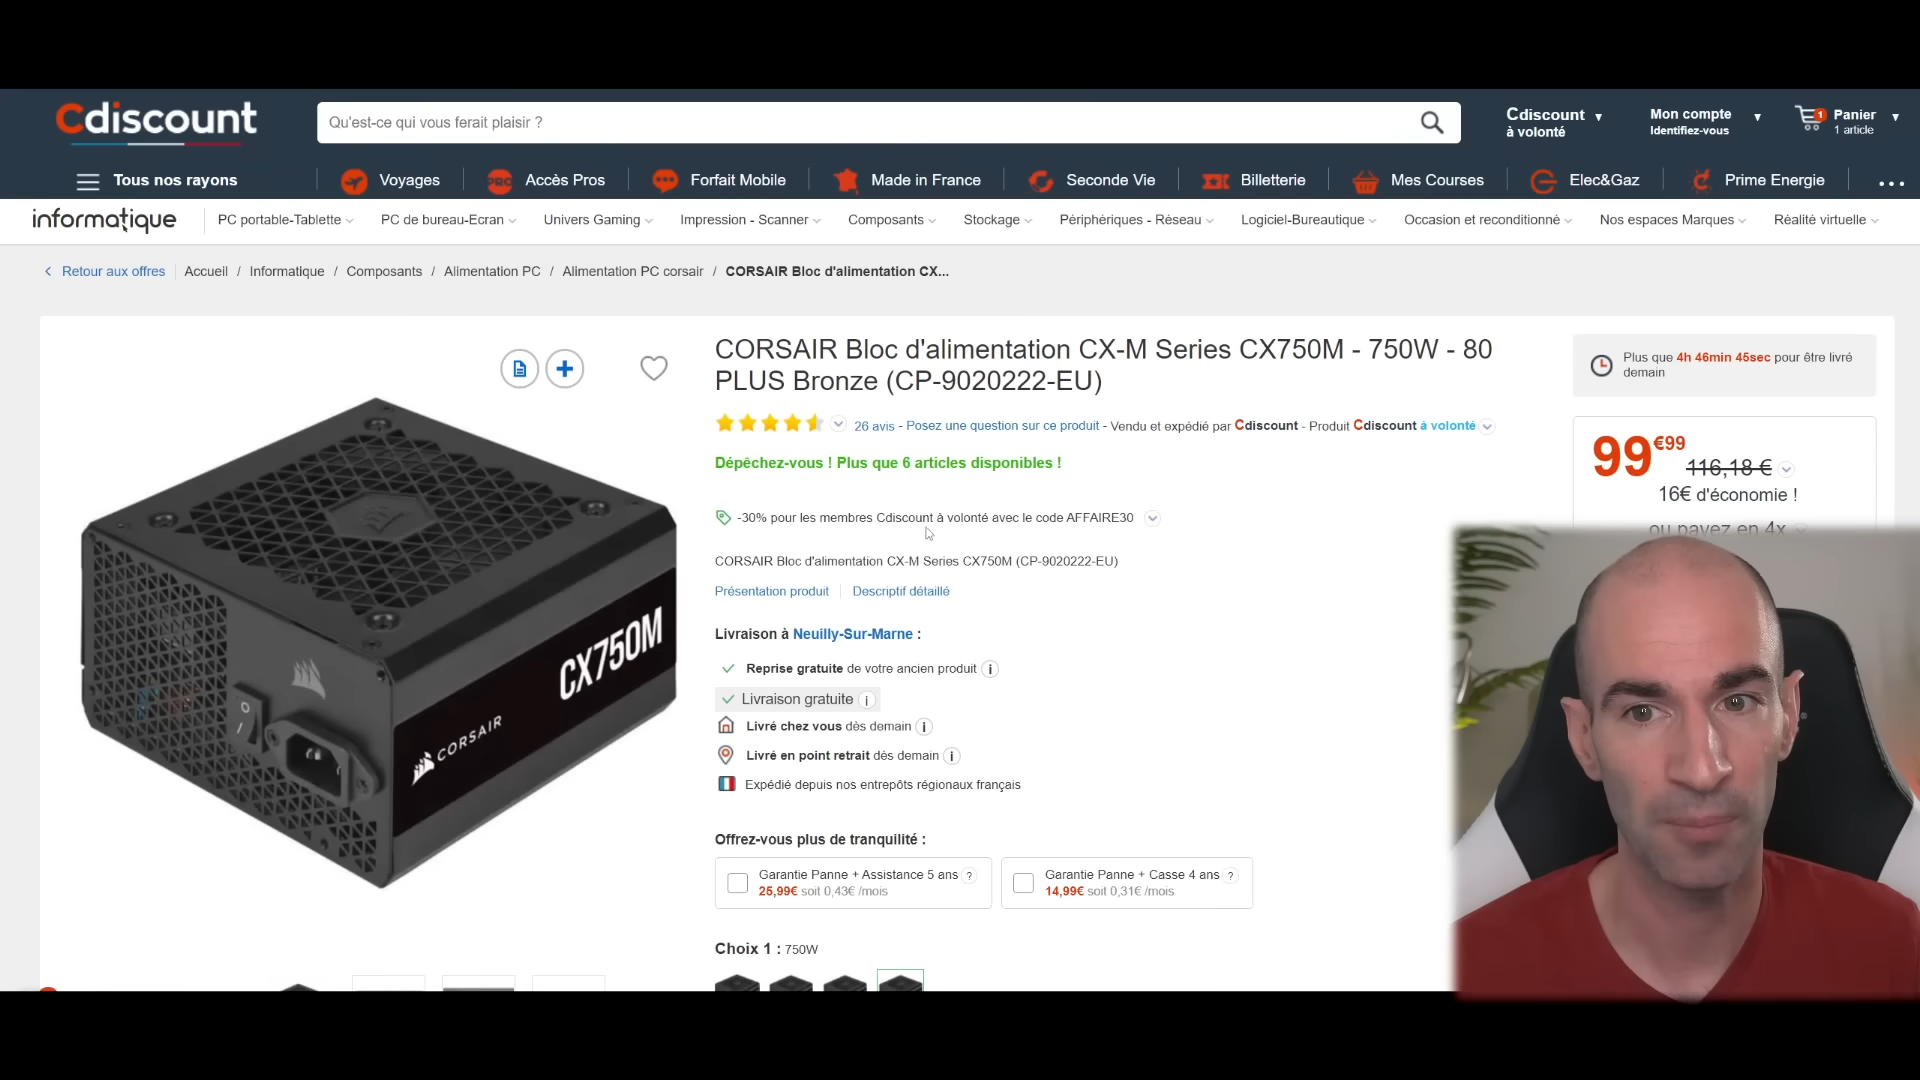 Cdiscount
Qu'est-ce qui vous ferait plaisir ?
Cdiscount
à volonté
Mon compte
Identifiez-vous
1
Panier
1 article
Tous nos rayons
Voyages
PRO
Accès Pros
Forfait Mobile
Made in France
Seconde Vie
Billetterie
Mes Courses
Elec&Gaz
Prime Energie
informatique
PC portable-Tablette
PC de bureau-Ecran
Univers Gaming
Impression - Scanner
Composants
Stockage
Périphériques - Réseau
Logiciel-Bureautique
Occasion et reconditionné
Nos espaces Marques
Réalité virtuelle
Retour aux offres
Accueil / Informatique / Composants / Alimentation PC / Alimentation PC corsair / CORSAIR Bloc d'alimentation CX...
CORSAIR Bloc d'alimentation CX-M Series CX750M - 750W - 80
PLUS Bronze (CP-9020222-EU)
26 avis - Posez une question sur ce produit - Vendu et expédié par Cdiscount - Produit Cdiscount à volonté
Dépêchez-vous ! Plus que 6 articles disponibles !
-30% pour les membres Cdiscount à volonté avec le code AFFAIRE30
CORSAIR Bloc d'alimentation CX-M Series CX750M (CP-9020222-EU)
Présentation produit
Descriptif détaillé
Livraison à Neuilly-Sur-Marne :
Reprise gratuite de votre ancien produit i
Livraison gratuite i
Livré chez vous dès demain i
Livré en point retrait dès demain i
Expédié depuis nos entrepôts régionaux français
Offrez-vous plus de tranquilité :
Garantie Panne + Assistance 5 ans ?
25,99€ soit 0,43€ /mois
Garantie Panne + Casse 4 ans ?
14,99€ soit 0,31€ /mois
Choix 1 : 750W
Plus que 4h 46min 45sec pour être livré
demain
99€99
116,18 €
16€ d'économie !
ou payez en 4x
CX750M
CORSAIR